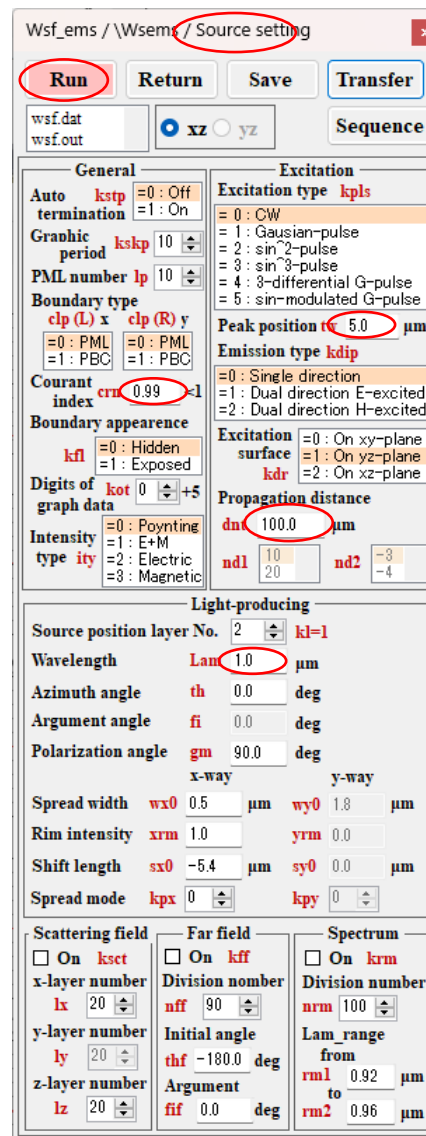 Wsf_ems / \Wsems / Source setting
Run Return Save Transfer
wsf.dat
wsf.out
xz yz
Sequence
General
Auto kstp
termination
=0 : Off
=1 : On
Graphic
period kskp 10
PML number lp 10
Boundary type
clp (L) x clp (R) y
=0 : PML =0 : PML
=1 : PBC =1 : PBC
Courant
index crn 0.99 <1
Boundary appearence
kfl
=0 : Hidden
=1 : Exposed
Digits of
graph data kot 0 +5
Intensity
type ity
=0 : Poynting
=1 : E+M
=2 : Electric
=3 : Magnetic
Excitation
Excitation type kpls
= 0 : CW
= 1 : Gausian-pulse
= 2 : sin^2-pulse
= 3 : sin^3-pulse
= 4 : 3-differential G-pulse
= 5 : sin-modulated G-pulse
Peak position tw 5.0 μm
Emission type kdip
=0 : Single direction
=1 : Dual direction E-excited
=2 : Dual direction H-excited
Excitation
surface
kdr
=0 : On xy-plane
=1 : On yz-plane
=2 : On xz-plane
Propagation distance
dnt 100.0 μm
nd1 10
20
nd2 -3
-4
Light-producing
Source position layer No. 2 kl=1
Wavelength Lam 1.0 μm
Azimuth angle th 0.0 deg
Argument angle fi 0.0 deg
Polarization angle gm 90.0 deg
x-way y-way
Spread width wx0 0.5 μm wy0 1.8 μm
Rim intensity xrm 1.0 yrm 0.0
Shift length sx0 -5.4 μm sy0 0.0 μm
Spread mode kpx 0 kpy 0
Scattering field
On ksct
x-layer number
lx 20
y-layer number
ly 20
z-layer number
lz 20
Far field
On kff
Division nomber
nff 90
Initial angle
thf -180.0 deg
Argument
fif 0.0 deg
Spectrum
On krm
Division number
nrm 100
Lam_range
from
rm1 0.92 μm
to
rm2 0.96 μm